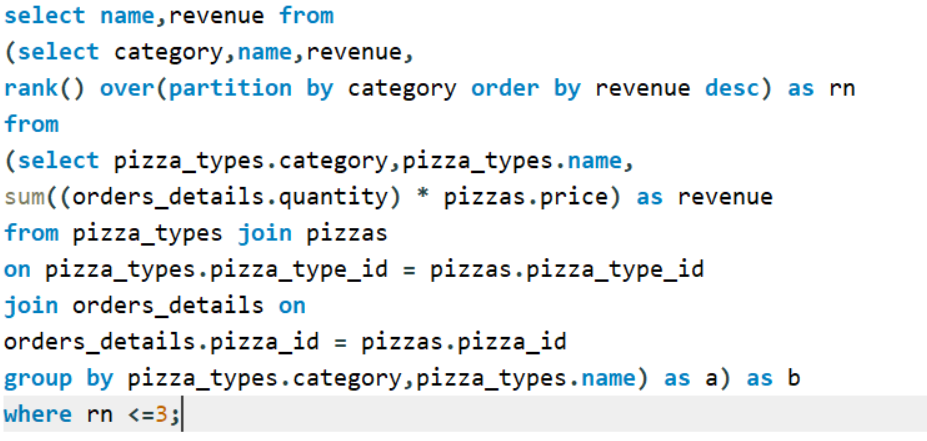 select name,revenue from
(select category,name,revenue,
rank() over(partition by category order by revenue desc) as rn
from
(select pizza_types.category,pizza_types.name,
sum((orders_details.quantity) * pizzas.price) as revenue
from pizza_types join pizzas
on pizza_types.pizza_type_id = pizzas.pizza_type_id
join orders_details on
orders_details.pizza_id = pizzas.pizza_id
group by pizza_types.category,pizza_types.name) as a) as b
where rn <=3;